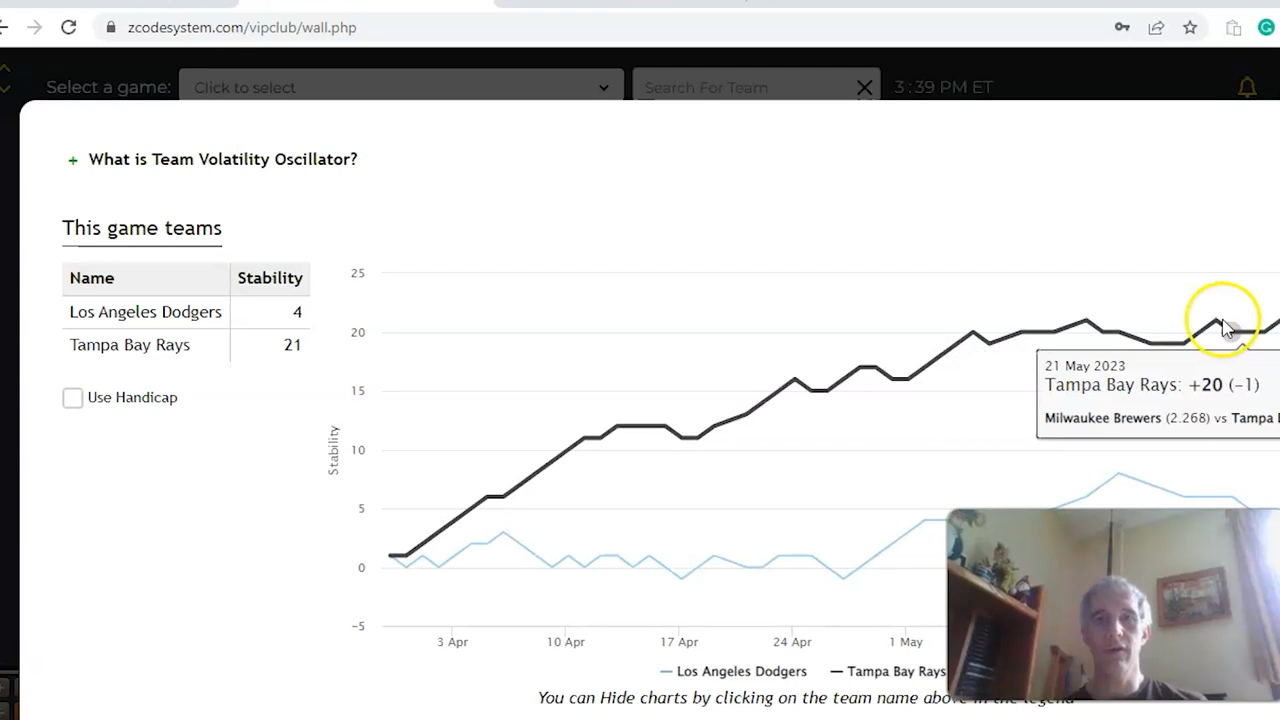 zcodesystem.com/vipclub/wall.php
Select a game: Click to select Search For Team 3:39 PM ET
+ What is Team Volatility Oscillator?
This game teams
Name Stability
Los Angeles Dodgers 4
Tampa Bay Rays 21
Use Handicap
25
20
15
10
5
0
-5
Stability
21 May 2023
Tampa Bay Rays: +20 (-1)
Milwaukee Brewers (2.268) vs Tampa
3 Apr 10 Apr 17 Apr 24 Apr 1 May
Los Angeles Dodgers Tampa Bay Rays
You can Hide charts by clicking on the team name above in the legend